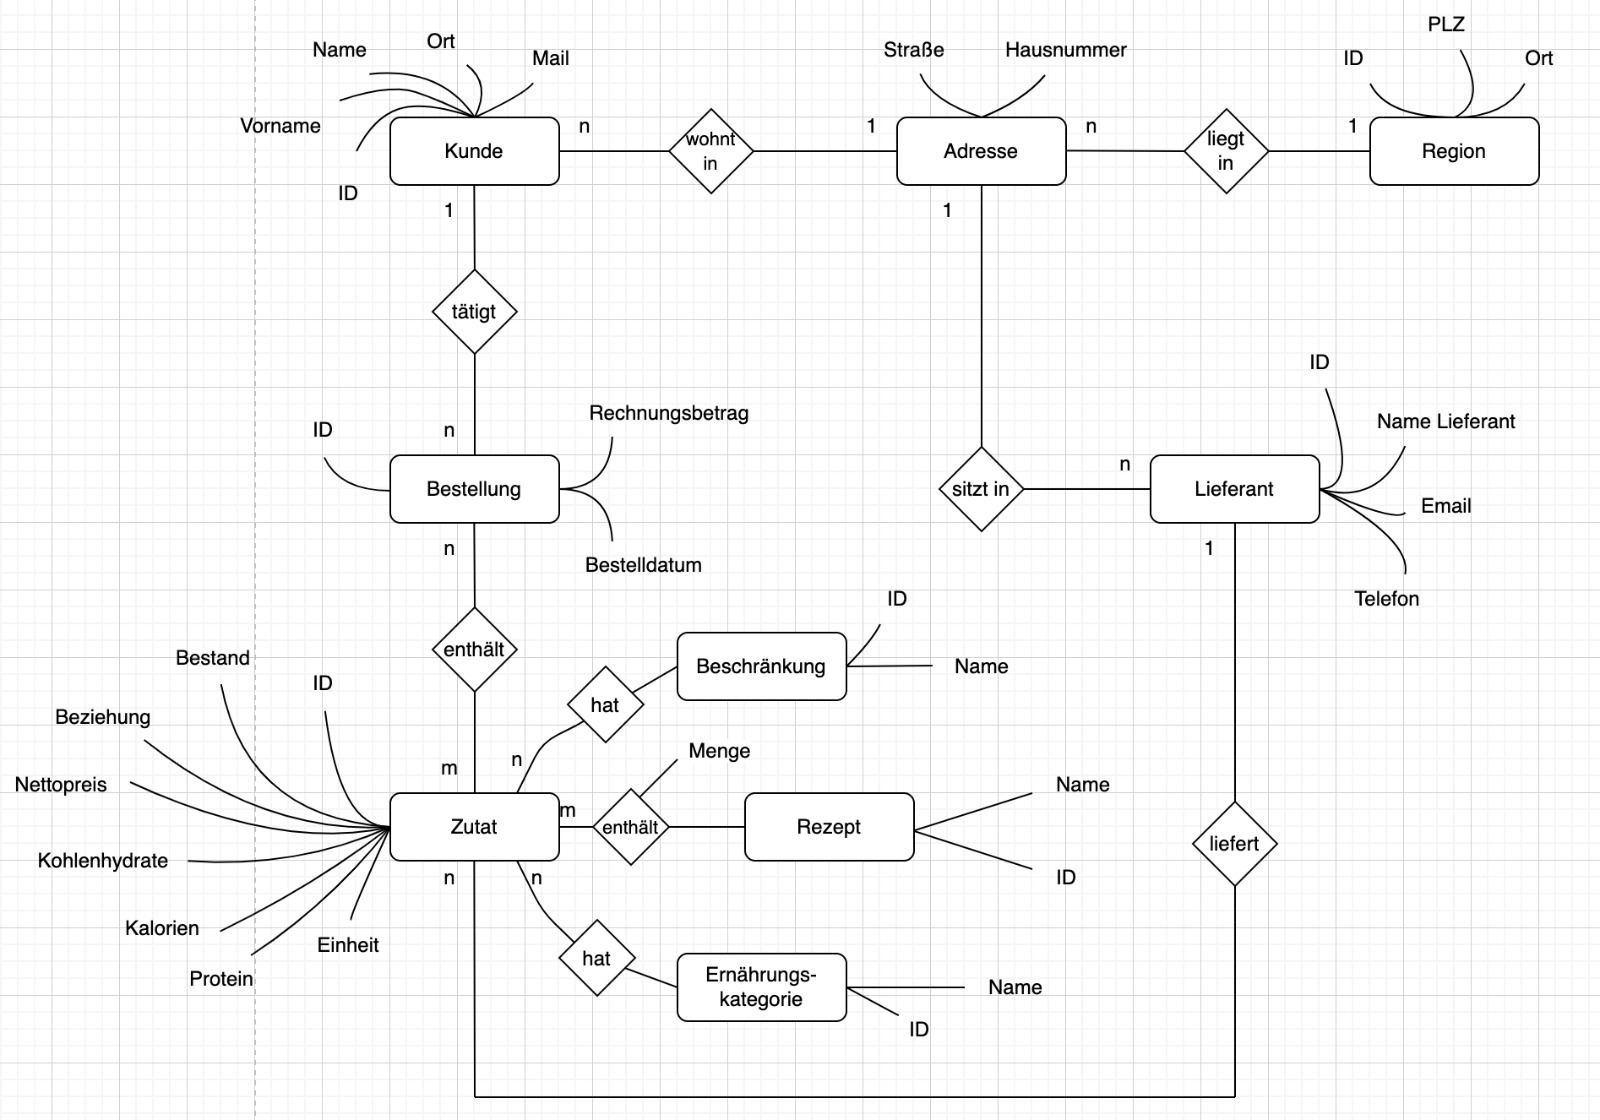 PLZ
Name
Ort
Mail
Straße
Hausnummer
ID
Ort
Vorname
n
1
n
1
Kunde
wohnt
in
Adresse
liegt
in
Region
ID
1
1
tätigt
ID
Rechnungsbetrag
Name Lieferant
ID
n
n
Bestellung
sitzt in
Lieferant
Email
n
1
Bestelldatum
Telefon
ID
enthält
Bestand
Beschränkung
Name
ID
hat
Beziehung
Menge
n
m
Nettopreis
Name
m
Zutat
enthält
Rezept
liefert
Kohlenhydrate
n
n
ID
Kalorien
Einheit
hat
Protein
Ernährungs-
kategorie
Name
ID